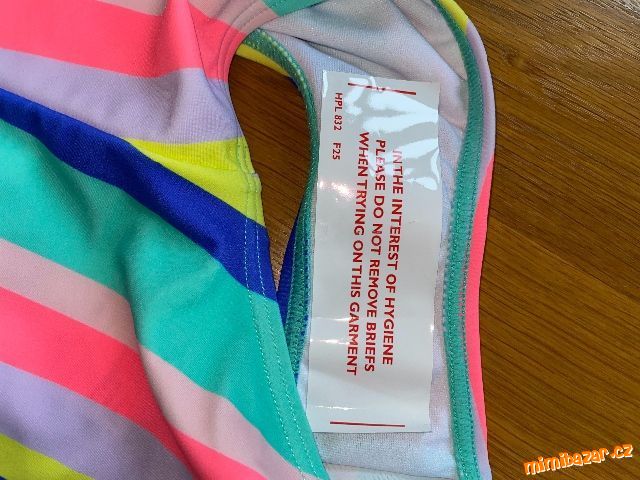 IN THE INTEREST OF HYGIENE
PLEASE DO NOT REMOVE BRIEFS
WHEN TRYING ON THIS GARMENT
HPL 832 F25
mimibazar.cz